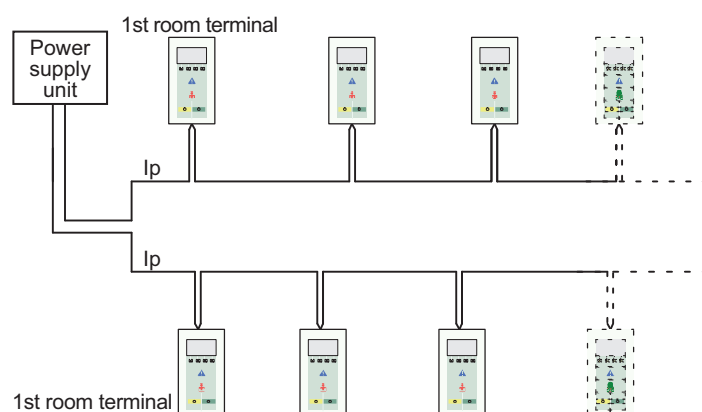 1st room terminal
Power
supply
unit
Ip
Ip
1st room terminal